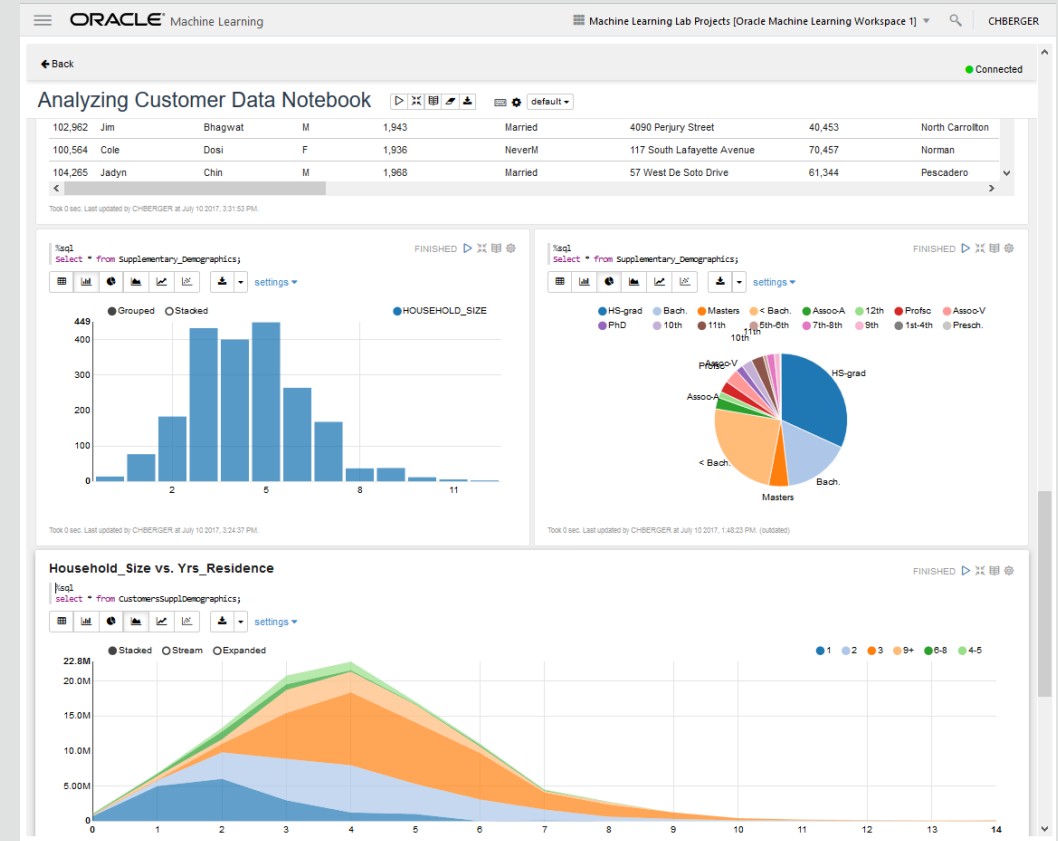 ORACLE® Machine Learning
Machine Learning Lab Projects [Oracle Machine Learning Workspace 1]
CHBERGER
Back
Connected
Analyzing Customer Data Notebook
default
102,962 Jim Bhagwat M 1,943 Married 4090 Perjury Street 40,453 North Carrollton
100,564 Cole Dosi F 1,936 NeverM 117 South Lafayette Avenue 70,457 Norman
104,265 Jadyn Chin M 1,968 Married 57 West De Soto Drive 61,344 Pescadero
Took 0 sec. Last updated by CHBERGER at July 10 2017, 3:31:53 PM.
%sql
FINISHED
Select * from Supplementary_Demographics;
settings
Grouped Stacked HOUSEHOLD_SIZE
449
400
300
200
100
0
2 5 8 11
Took 0 sec. Last updated by CHBERGER at July 10 2017, 3:24:37 PM.
%sql
FINISHED
Select * from Supplementary_Demographics;
settings
HS-grad Bach. Masters < Bach. Assoc-A 12th Profsc Assoc-V
PhD 10th 11th 5th-6th 7th-8th 9th 1st-4th Presch.
11th
10th
Assoc-V
Profsc
HS-grad
Assoc-A
< Bach.
Bach.
Masters
Took 0 sec. Last updated by CHBERGER at July 10 2017, 1:48:23 PM. (outdated)
Household_Size vs. Yrs_Residence
FINISHED
%sql
select * from CustomersSupplDemographics;
settings
Stacked Stream Expanded 1 2 3 9+ 6-8 4-5
22.8M
20.0M
15.0M
10.0M
5.00M
0
0 1 2 3 4 5 6 7 8 9 10 11 12 13 14